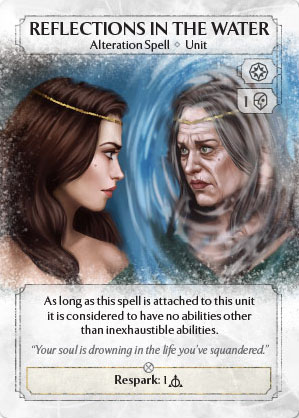 REFLECTIONS IN THE WATER
Alteration Spell ◇ Unit
1
As long as this spell is attached to this unit
it is considered to have no abilities other
than inexhaustible abilities.
“Your soul is drowning in the life you’ve squandered.”
Respark: 1